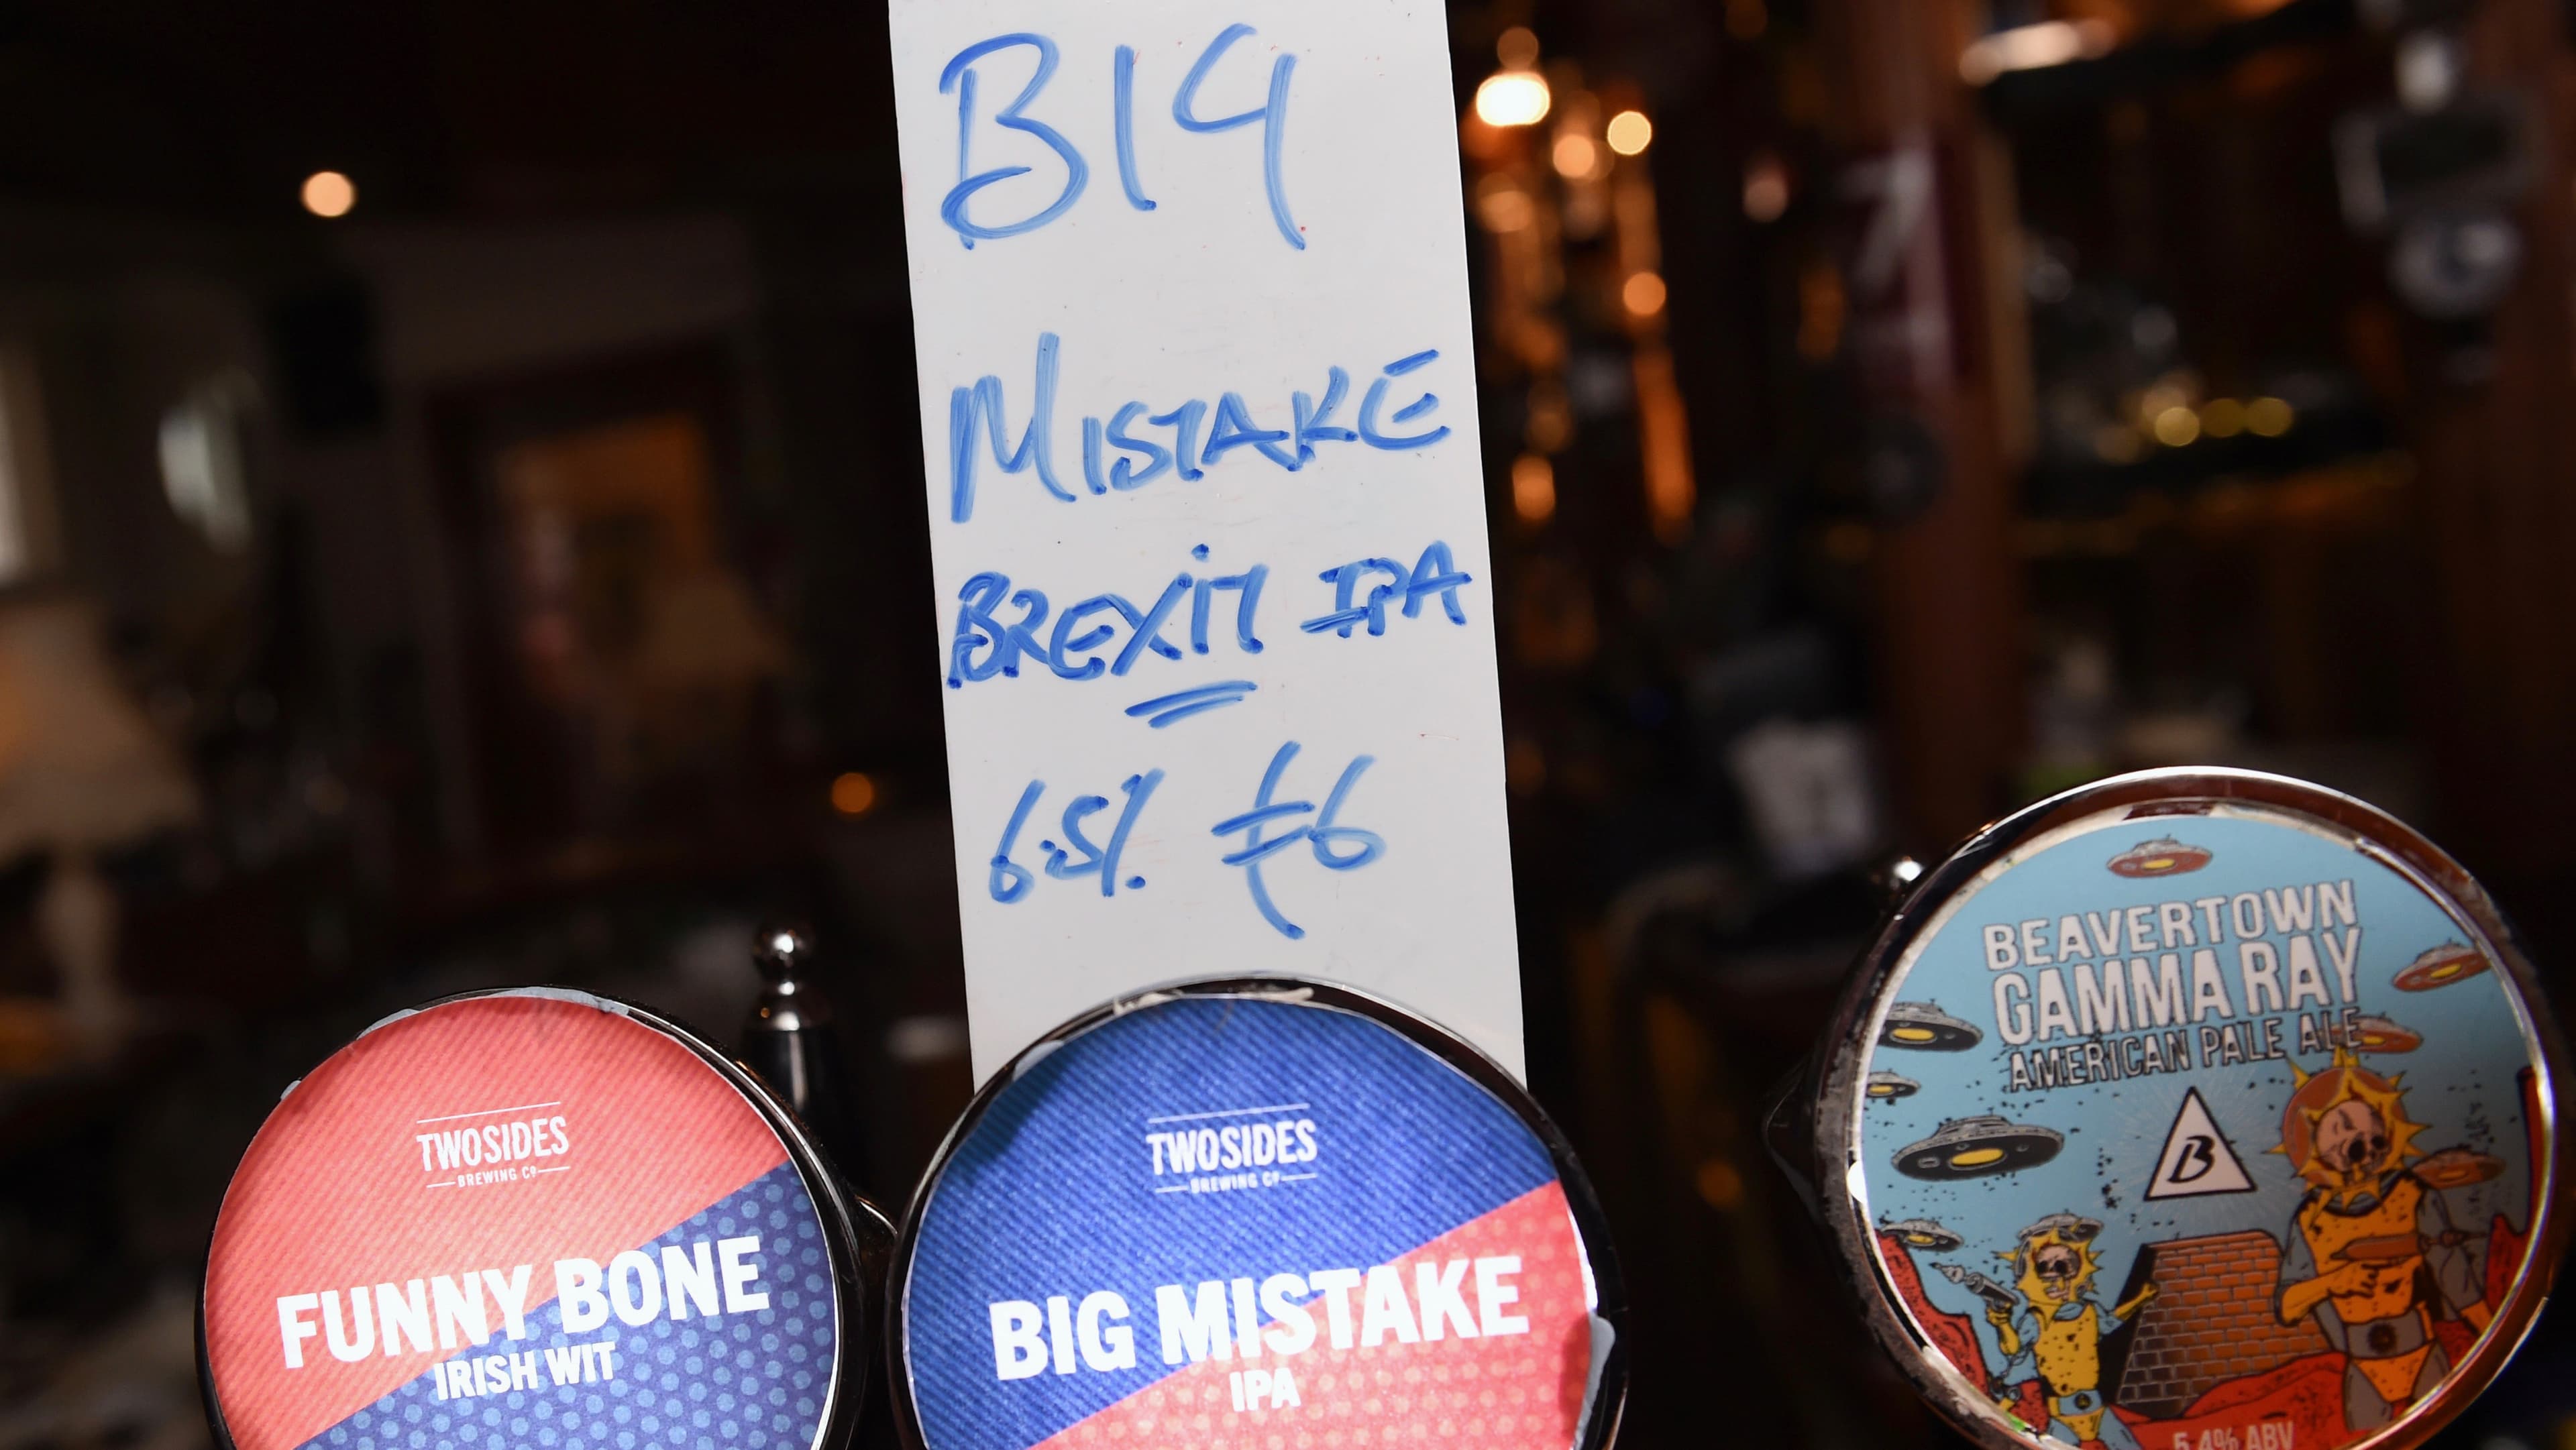 BIG
MISTAKE
BREXIT IPA
6.5% €6
TWOSIDES
BREWING CO
FUNNY BONE
IRISH WIT
TWOSIDES
BREWING CO
BIG MISTAKE
IPA
BEAVERTOWN
GAMMA RAY
AMERICAN PALE ALE
B
5.4% ABV